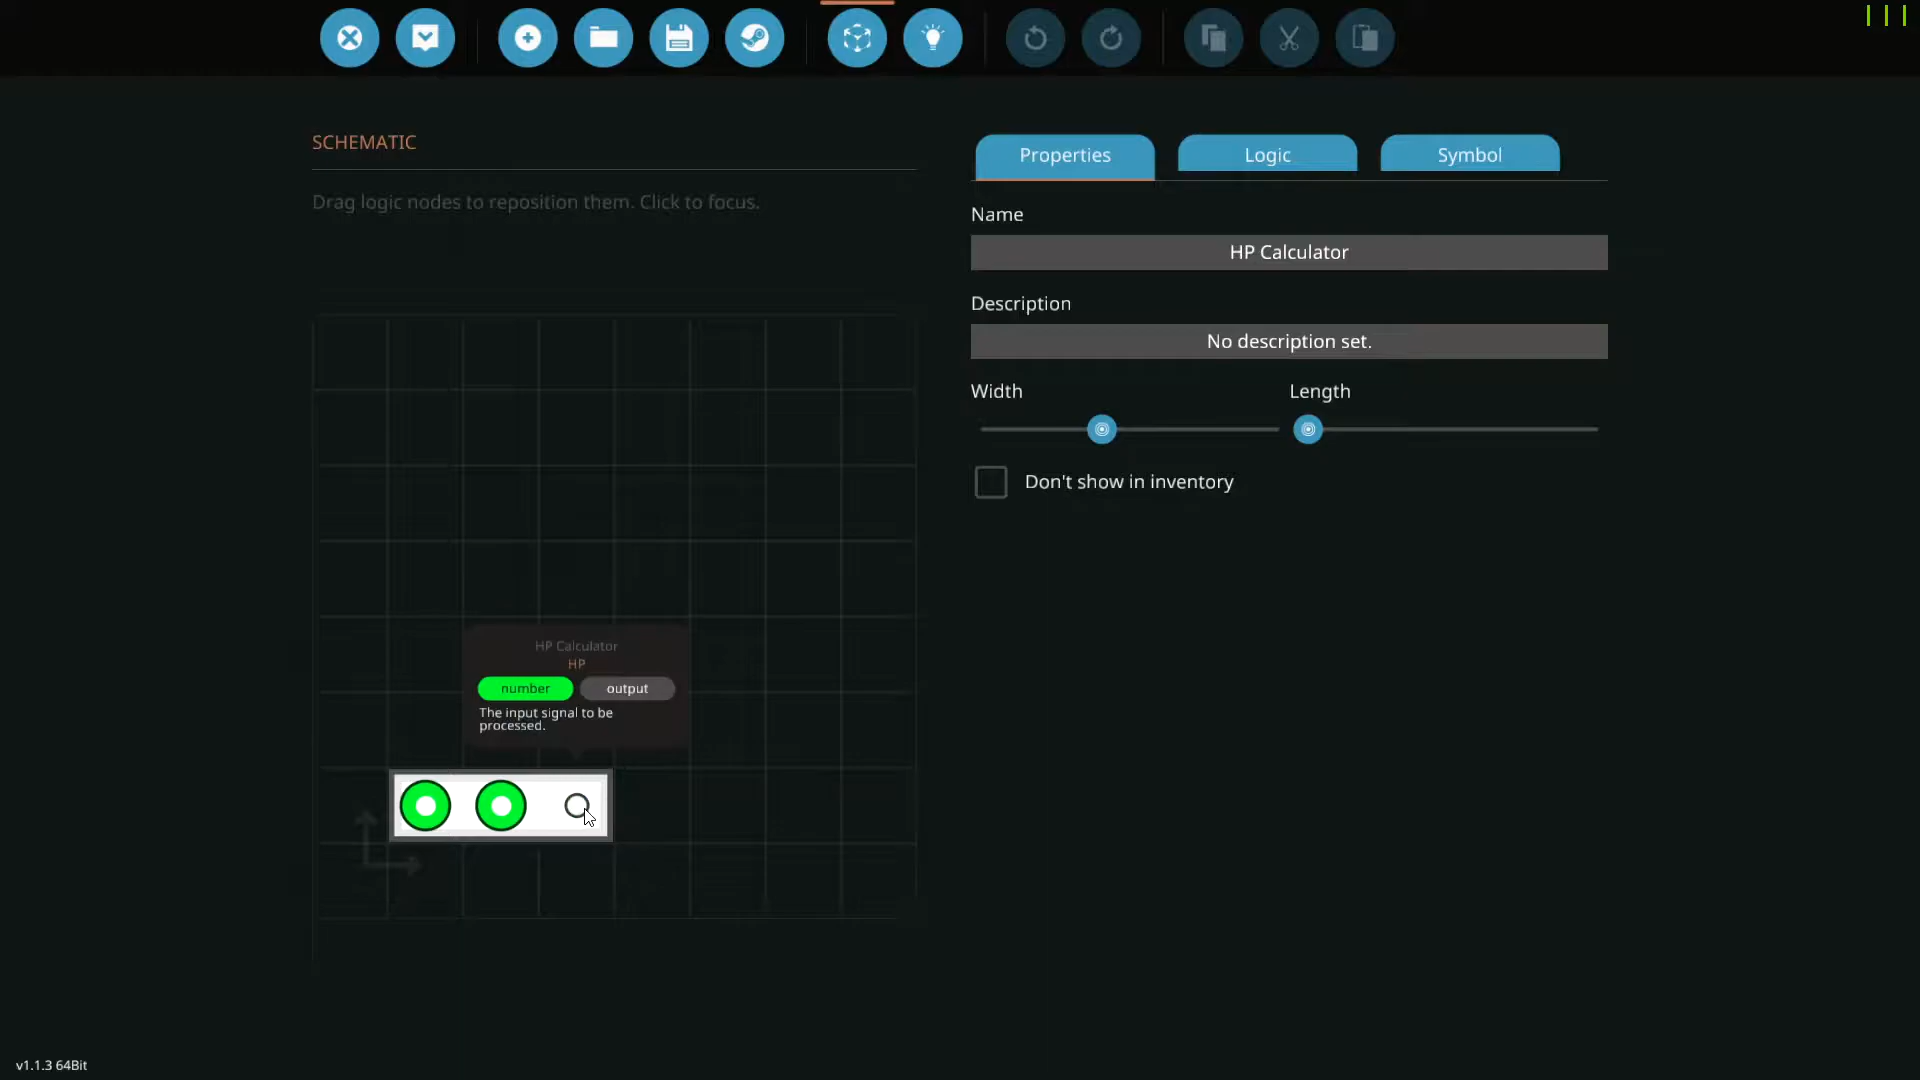 SCHEMATIC
Drag logic nodes to reposition them. Click to focus.
HP Calculator
HP
number output
The input signal to be
processed.
Properties Logic Symbol
Name
HP Calculator
Description
No description set.
Width Length
Don't show in inventory
v1.1.3 64Bit